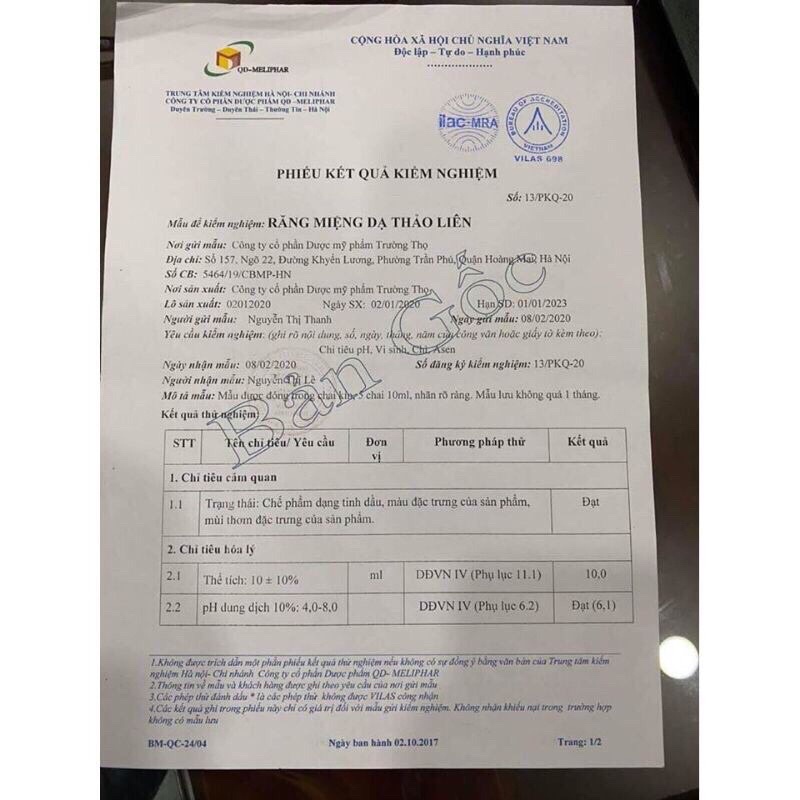 QD-MELIPHAR
TRUNG TÂM KIỂM NGHIỆM HÀ NỘI- CHI NHÁNH
CÔNG TY CỔ PHẦN DƯỢC PHẨM QD -MELIPHAR
Duyên Trường – Duyên Thái – Thường Tín – Hà Nội
CỘNG HÒA XÃ HỘI CHỦ NGHĨA VIỆT NAM
Độc lập – Tự do – Hạnh phúc
ilac-MRA
BUREAU OF ACCREDITATION
VIETNAM
VILAS 698
PHIẾU KẾT QUẢ KIỂM NGHIỆM
Số: 13/PKQ-20
Mẫu để kiểm nghiệm: RĂNG MIỆNG DẠ THẢO LIÊN
Nơi gửi mẫu: Công ty cổ phần Dược mỹ phẩm Trường Thọ
Địa chỉ: Số 157, Ngõ 22, Đường Khyến Lương, Phường Trần Phú, Quận Hoàng Mai, Hà Nội
Số CB: 5464/19/CBMP-HN
Nơi sản xuất: Công ty cổ phần Dược mỹ phẩm Trường Thọ
Lô sản xuất: 02012020 Ngày SX: 02/01/2020 Hạn SD: 01/01/2023
Người gửi mẫu: Nguyễn Thị Thanh Ngày gửi mẫu: 08/02/2020
Yêu cầu kiểm nghiệm: (ghi rõ nội dung, số, ngày, tháng, năm của công văn hoặc giấy tờ kèm theo):
Chỉ tiêu pH, Vi sinh, Chì, Asen
Ngày nhận mẫu: 08/02/2020 Số đăng ký kiểm nghiệm: 13/PKQ-20
Người nhận mẫu: Nguyễn Thị Lê
Mô tả mẫu: Mẫu được đóng trong chai kín, 5 chai 10ml, nhãn rõ ràng. Mẫu lưu không quá 1 tháng.
Kết quả thử nghiệm:
Bản Gốc
STT Tên chỉ tiêu/ Yêu cầu Đơn vị Phương pháp thử Kết quả
1. Chỉ tiêu cảm quan
1.1 Trạng thái: Chế phẩm dạng tinh dầu, màu đặc trưng của sản phẩm, Đạt
mùi thơm đặc trưng của sản phẩm.
2. Chỉ tiêu hóa lý
2.1 Thể tích: 10 ± 10% ml DĐVN IV (Phụ lục 11.1) 10,0
2.2 pH dung dịch 10%: 4,0-8,0 DĐVN IV (Phụ lục 6.2) Đạt (6,1)
1.Không được trích dẫn một phần phiếu kết quả thử nghiệm nếu không có sự đồng ý bằng văn bản của Trung tâm kiểm
nghiệm Hà Nội- Chi Nhánh Công ty cổ phần Dược phẩm QD- MELIPHAR
2.Thông tin về mẫu và khách hàng được ghi theo yêu cầu của nơi gửi mẫu
3.Các phép thử đánh dấu * là các phép thử không được VILAS công nhận
4.Các kết quả ghi trong phiếu này chỉ có giá trị đối với mẫu gửi kiểm nghiệm. Không nhận khiếu nại trong trường hợp
không có mẫu lưu
BM-QC-24/04 Ngày ban hành 02.10.2017 Trang: 1/2